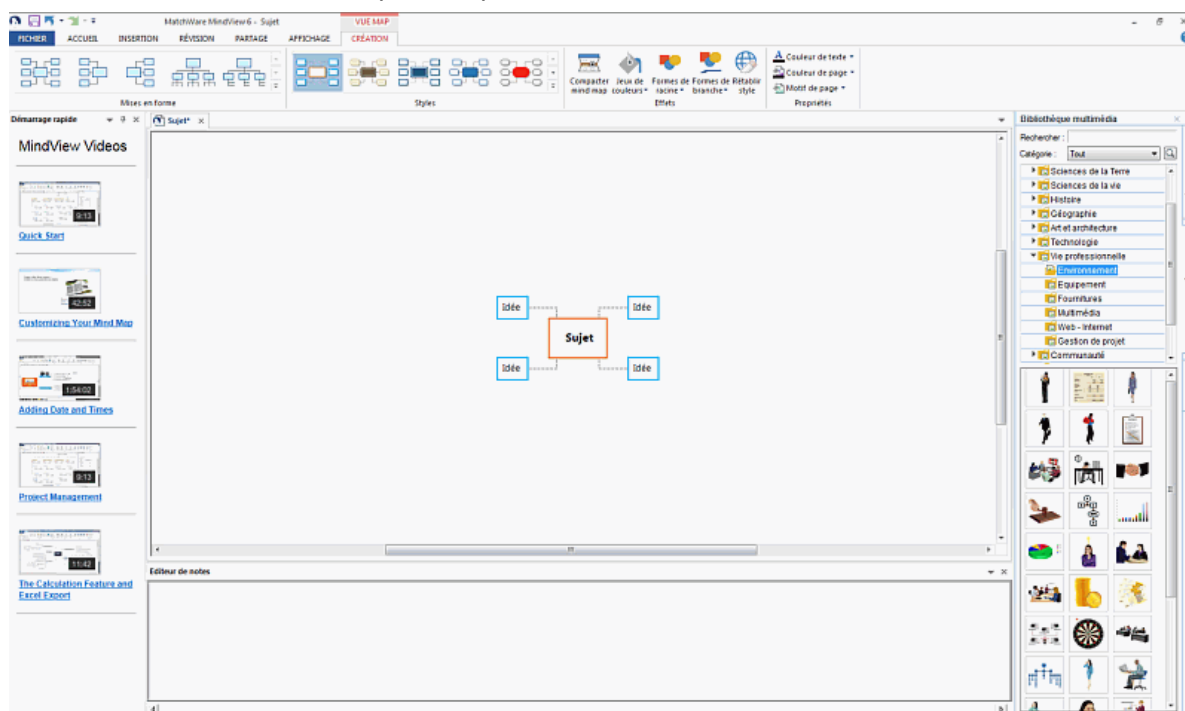 MatchWare MindView 6 - Sujet
VUE MAP
FICHIER ACCUEIL INSERTION RÉVISION PARTAGE AFFICHAGE CRÉATION
Compacter mind map
Jeux de couleurs
Formes de racine
Formes de branche
Rétablir style
Couleur de texte
Couleur de page
Motif de page
Mises en forme
Styles
Effets
Propriétés
Démarrage rapide
MindView Videos
9:13
Quick Start
42:52
Customizing Your Mind Map
1:54:02
Adding Date and Times
9:13
Project Management
11:42
The Calculation Feature and
Excel Export
Sujet*
Idée
Idée
Sujet
Idée
Idée
Editeur de notes
Bibliothèque multimédia
Rechercher :
Catégorie : Tout
Sciences de la Terre
Sciences de la vie
Histoire
Géographie
Art et architecture
Technologie
Vie professionnelle
Environnement
Equipement
Fournitures
Multimédia
Web - Internet
Gestion de projet
Communauté